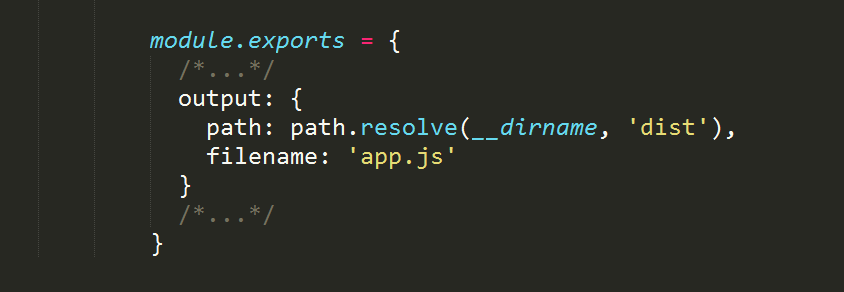 module.exports = {
/*...*/
output: {
path: path.resolve(__dirname, 'dist'),
filename: 'app.js'
}
/*...*/
}